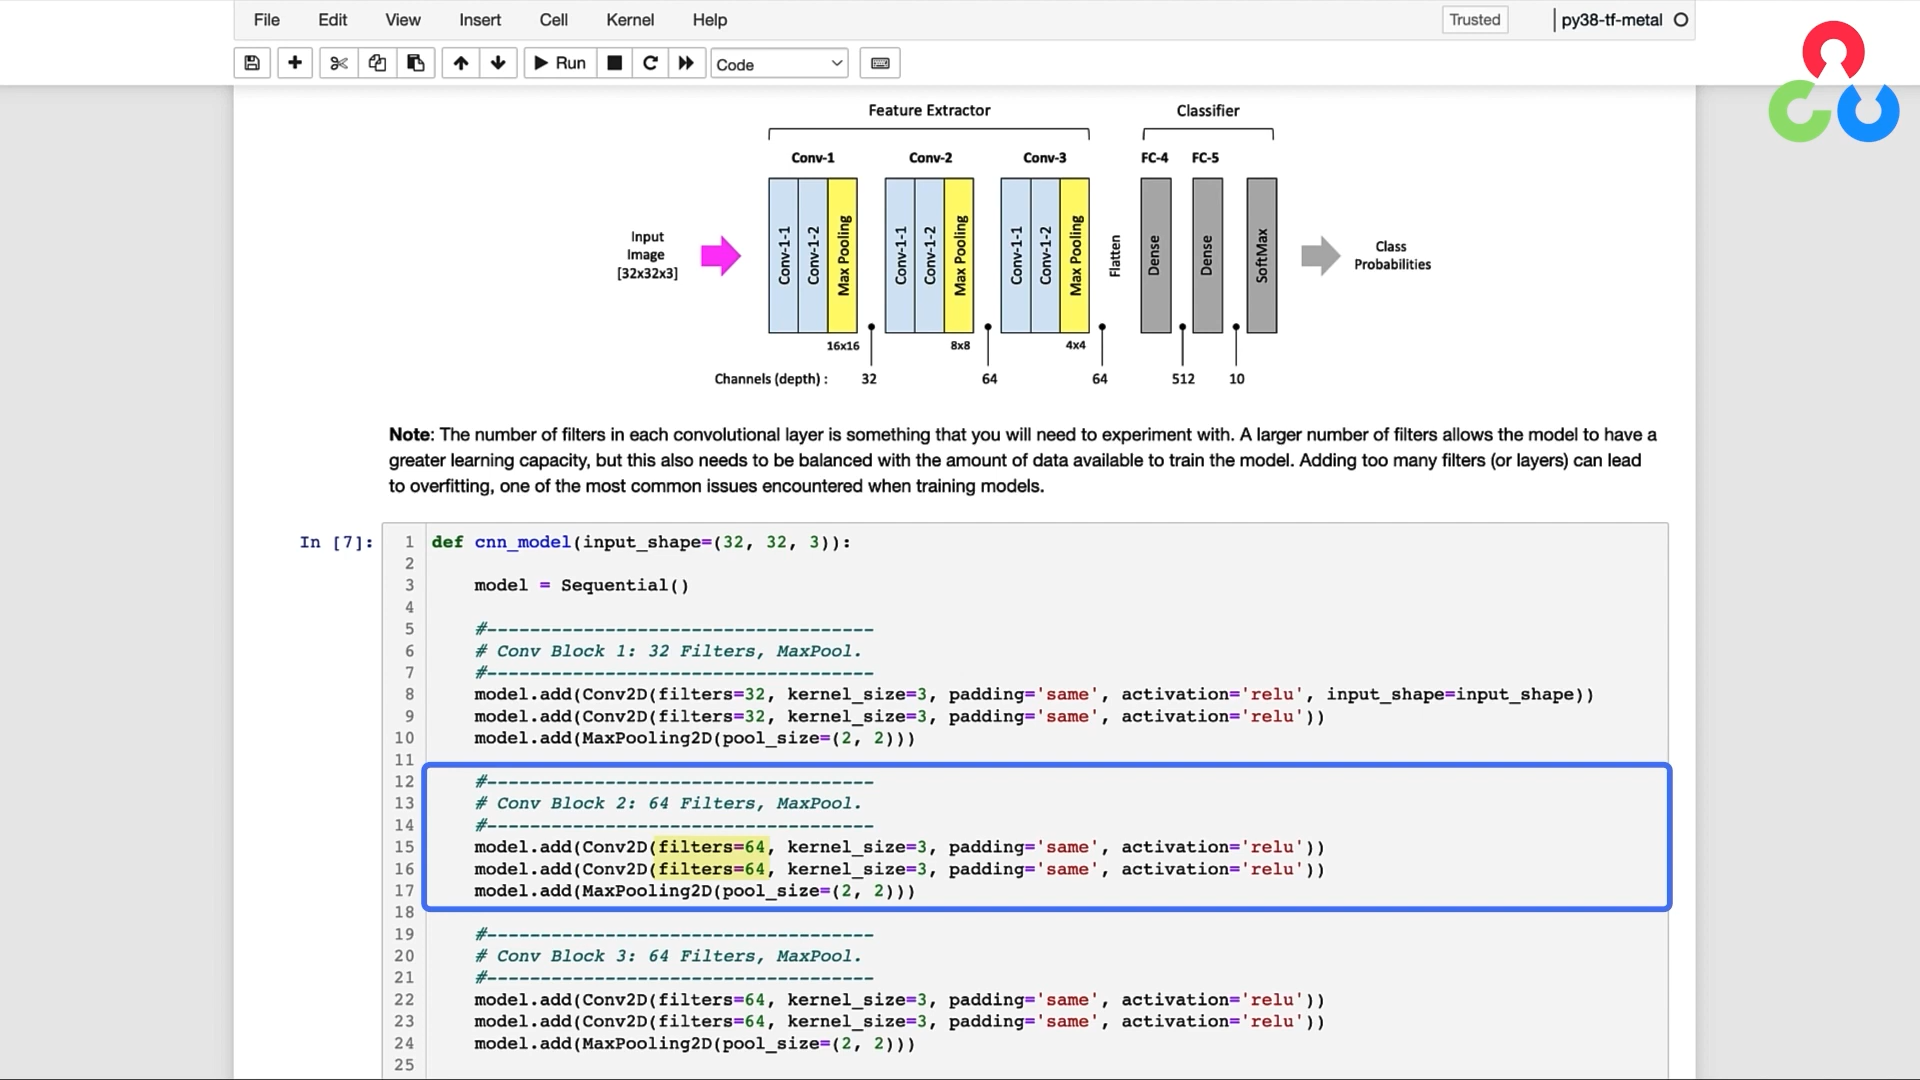 File Edit View Insert Cell Kernel Help Trusted py38-tf-metal
Run Code
Feature Extractor Classifier
Conv-1 Conv-2 Conv-3 FC-4 FC-5
Conv-1-1 Conv-1-2 Max Pooling Conv-1-1 Conv-1-2 Max Pooling Conv-1-1 Conv-1-2 Max Pooling Flatten Dense Dense SoftMax
Input
Image
[32x32x3]
Class
Probabilities
16x16 8x8 4x4
Channels (depth) : 32 64 64 512 10
Note: The number of filters in each convolutional layer is something that you will need to experiment with. A larger number of filters allows the model to have a
greater learning capacity, but this also needs to be balanced with the amount of data available to train the model. Adding too many filters (or layers) can lead
to overfitting, one of the most common issues encountered when training models.
In [7]:
1 def cnn_model(input_shape=(32, 32, 3)):
2
3 model = Sequential()
4
5 #------------------------------------
6 # Conv Block 1: 32 Filters, MaxPool.
7 #------------------------------------
8 model.add(Conv2D(filters=32, kernel_size=3, padding='same', activation='relu', input_shape=input_shape))
9 model.add(Conv2D(filters=32, kernel_size=3, padding='same', activation='relu'))
10 model.add(MaxPooling2D(pool_size=(2, 2)))
11
12 #------------------------------------
13 # Conv Block 2: 64 Filters, MaxPool.
14 #------------------------------------
15 model.add(Conv2D(filters=64, kernel_size=3, padding='same', activation='relu'))
16 model.add(Conv2D(filters=64, kernel_size=3, padding='same', activation='relu'))
17 model.add(MaxPooling2D(pool_size=(2, 2)))
18
19 #------------------------------------
20 # Conv Block 3: 64 Filters, MaxPool.
21 #------------------------------------
22 model.add(Conv2D(filters=64, kernel_size=3, padding='same', activation='relu'))
23 model.add(Conv2D(filters=64, kernel_size=3, padding='same', activation='relu'))
24 model.add(MaxPooling2D(pool_size=(2, 2)))
25